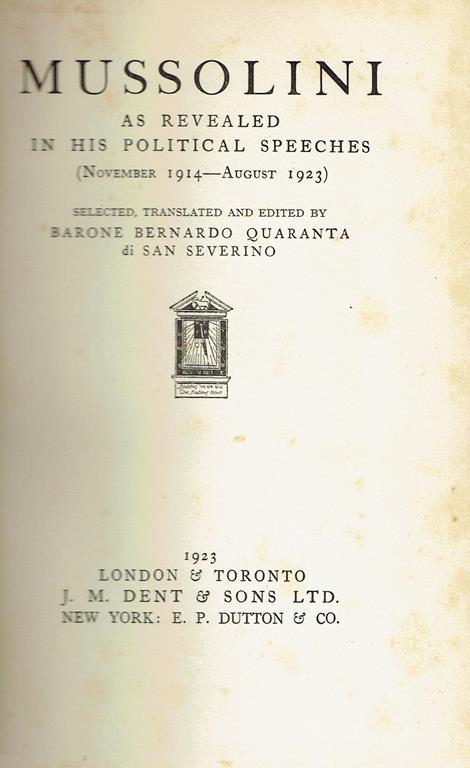 MUSSOLINI
AS REVEALED
IN HIS POLITICAL SPEECHES
(NOVEMBER 1914—AUGUST 1923)
SELECTED, TRANSLATED AND EDITED BY
BARONE BERNARDO QUARANTA
di SAN SEVERINO
1923
LONDON & TORONTO
J. M. DENT & SONS LTD.
NEW YORK: E. P. DUTTON & CO.